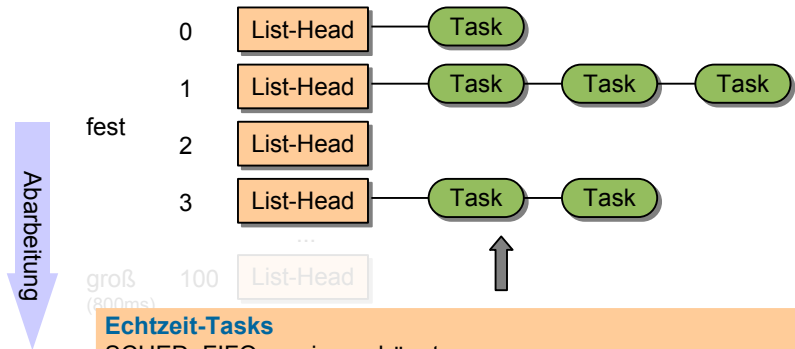 0 List-Head Task
1 List-Head Task Task Task
fest
2 List-Head
3 List-Head Task Task
Abarbeitung
...
groß 100 List-Head
(800ms)
Echtzeit-Tasks